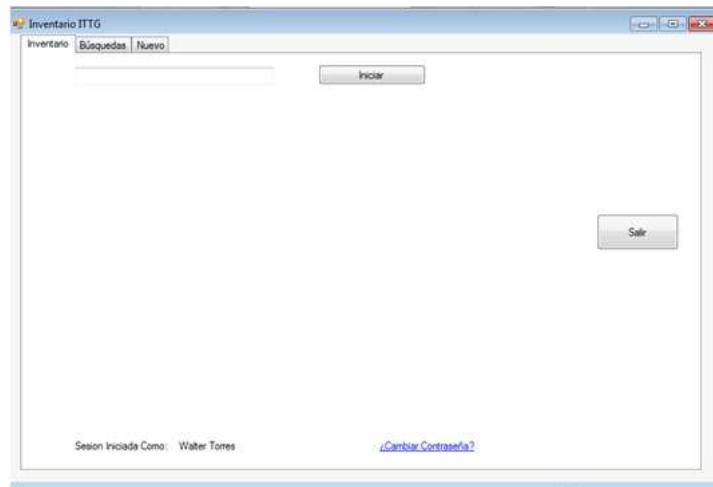 Inventario ITTG
Inventario Búsquedas Nuevo
Iniciar
Salir
Sesion Iniciada Como: Walter Torres ¿Cambiar Contraseña?